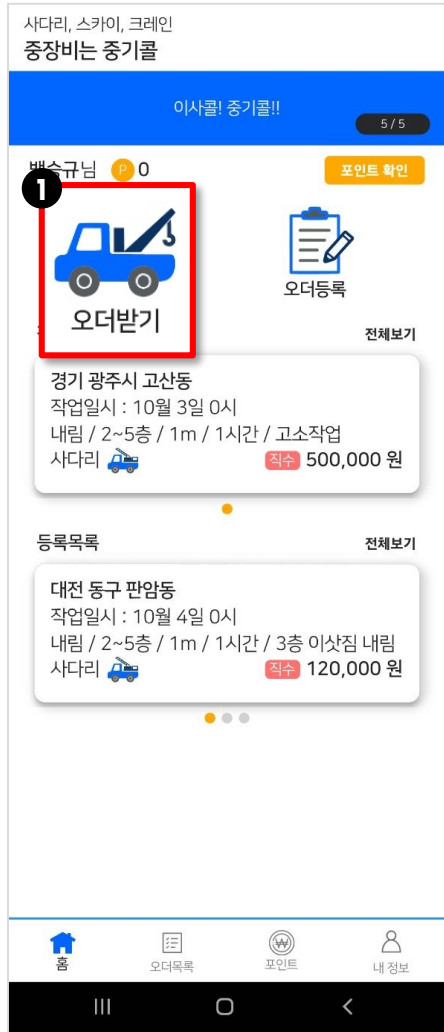 사다리, 스카이, 크레인
중장비는 중기콜
이사콜! 중기콜!!
5/5
백승규님 P 0
포인트 확인
1
오더받기
오더등록
전체보기
경기 광주시 고산동
작업일시 : 10월 3일 0시
내림 / 2~5층 / 1m / 1시간 / 고소작업
사다리 직수 500,000 원
등록목록
전체보기
대전 동구 판암동
작업일시 : 10월 4일 0시
내림 / 2~5층 / 1m / 1시간 / 3층 이삿짐 내림
사다리 직수 120,000 원
홈
오더목록
포인트
내 정보